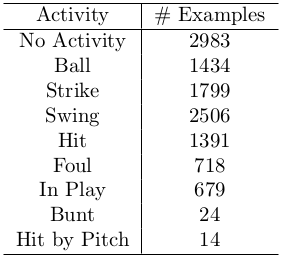 Activity # Examples
No Activity 2983
Ball 1434
Strike 1799
Swing 2506
Hit 1391
Foul 718
In Play 679
Bunt 24
Hit by Pitch 14